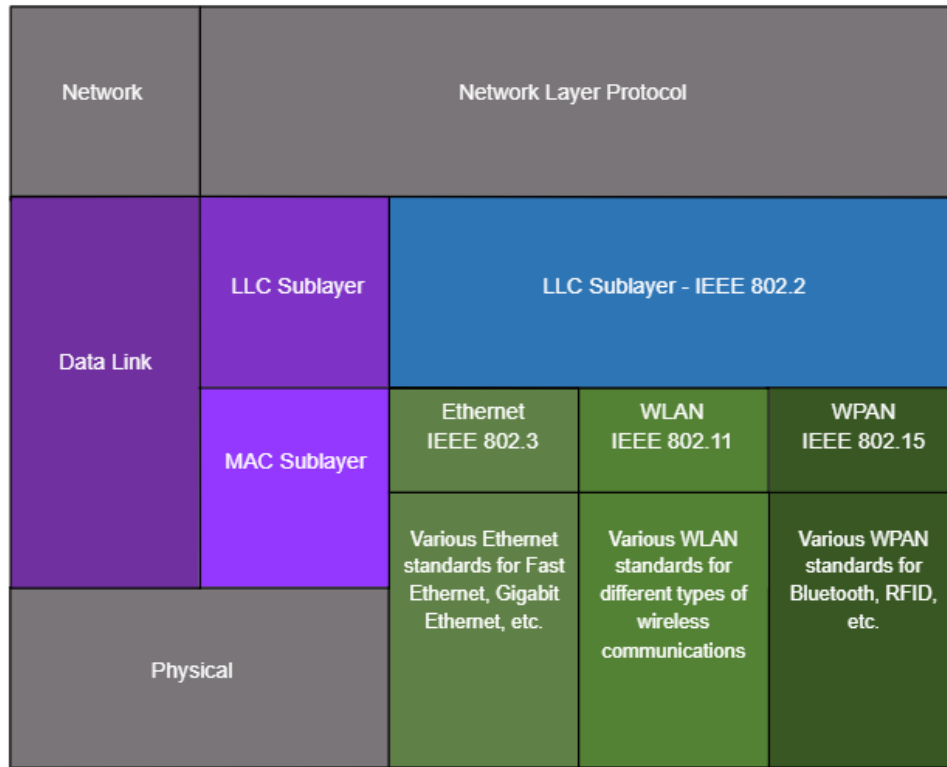 Network
Network Layer Protocol
Data Link
LLC Sublayer
LLC Sublayer - IEEE 802.2
MAC Sublayer
Ethernet
IEEE 802.3
WLAN
IEEE 802.11
WPAN
IEEE 802.15
Various Ethernet
standards for Fast
Ethernet, Gigabit
Ethernet, etc.
Various WLAN
standards for
different types of
wireless
communications
Various WPAN
standards for
Bluetooth, RFID,
etc.
Physical